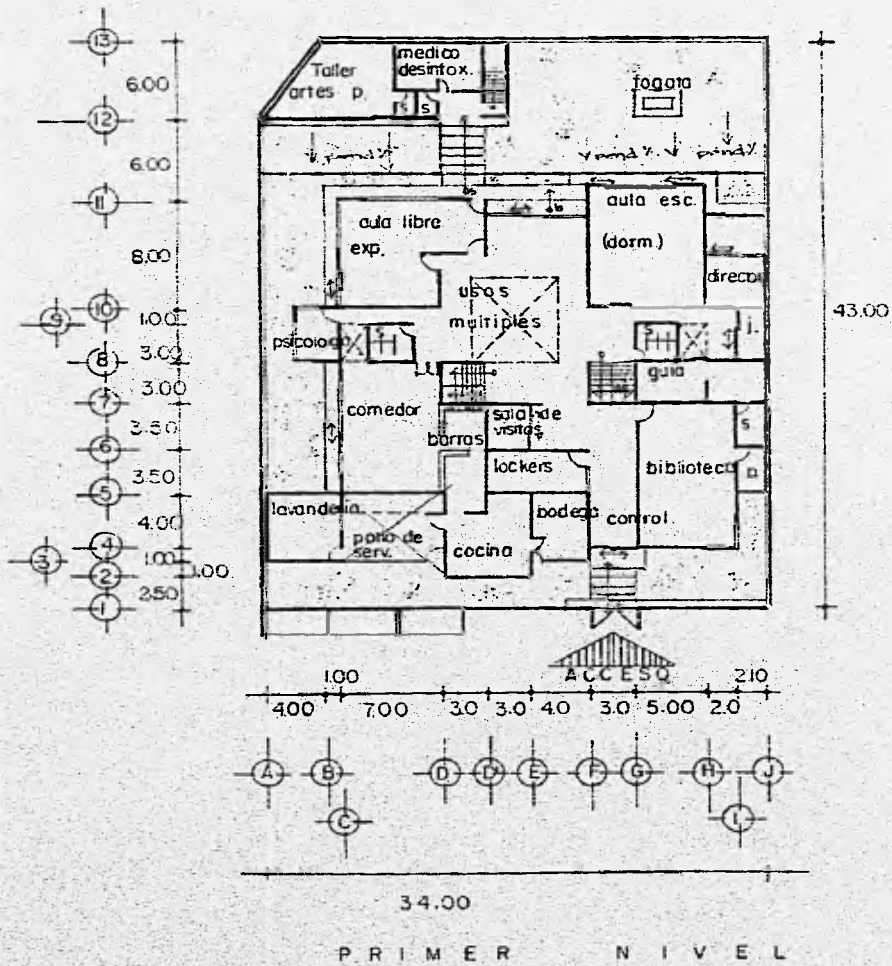 13
6.00
12
6.00
11
8.00
10
9
1.00
3.00
8
3.00
7
3.50
6
3.50
5
4.00
4
3
1.00
1.00
2
2.50
1
Taller
artes p.
medico
desintox.
s
s
fogata
pend %
pend %
pend %
aula libre
exp.
aula esc.
(dorm.)
usos
multiples
direcc.
psicologo
s
s
j.
guia
comedor
barras
sala de
visitas
lockers
biblioteca
s
p.
lavanderia
patio de
serv.
cocina
bodega
control.
ACCESO
43.00
1.00
2.10
4.00
7.00
3.0
3.0
4.0
3.0
5.00
2.0
A
B
C
D
D'
E
F
G
H
I
J
34.00
PRIMER NIVEL